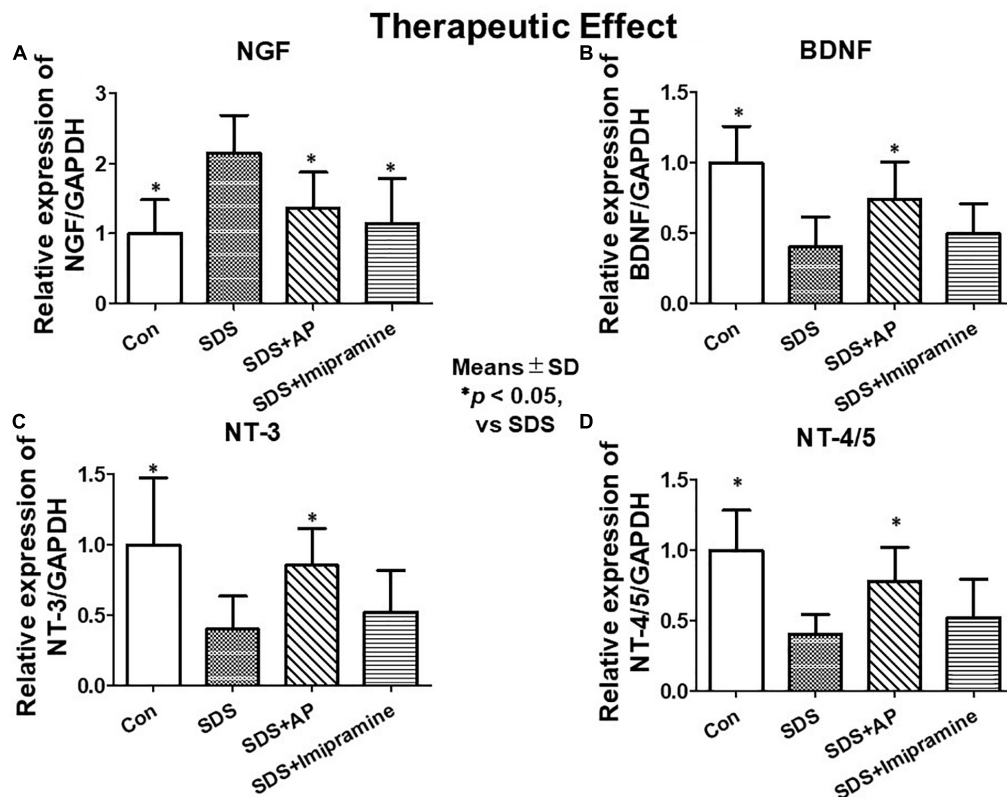 Therapeutic Effect
A
NGF
Relative expression of
NGF/GAPDH
3
2
1
0
*
*
*
Con
SDS
SDS+AP
SDS+Imipramine
B
BDNF
Relative expression of
BDNF/GAPDH
1.5
1.0
0.5
0.0
*
*
Con
SDS
SDS+AP
SDS+Imipramine
Means ± SD
*p < 0.05,
vs SDS
C
NT-3
Relative expression of
NT-3/GAPDH
1.5
1.0
0.5
0.0
*
*
Con
SDS
SDS+AP
SDS+Imipramine
D
NT-4/5
Relative expression of
NT-4/5/GAPDH
1.5
1.0
0.5
0.0
*
*
Con
SDS
SDS+AP
SDS+Imipramine